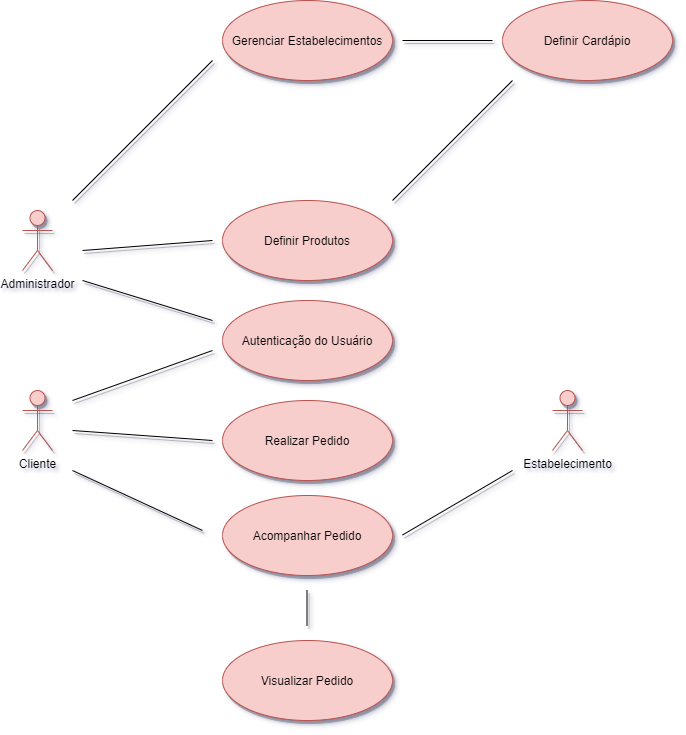 Gerenciar Estabelecimentos
Definir Cardápio
Definir Produtos
Administrador
Autenticação do Usuário
Realizar Pedido
Cliente
Estabelecimento
Acompanhar Pedido
Visualizar Pedido